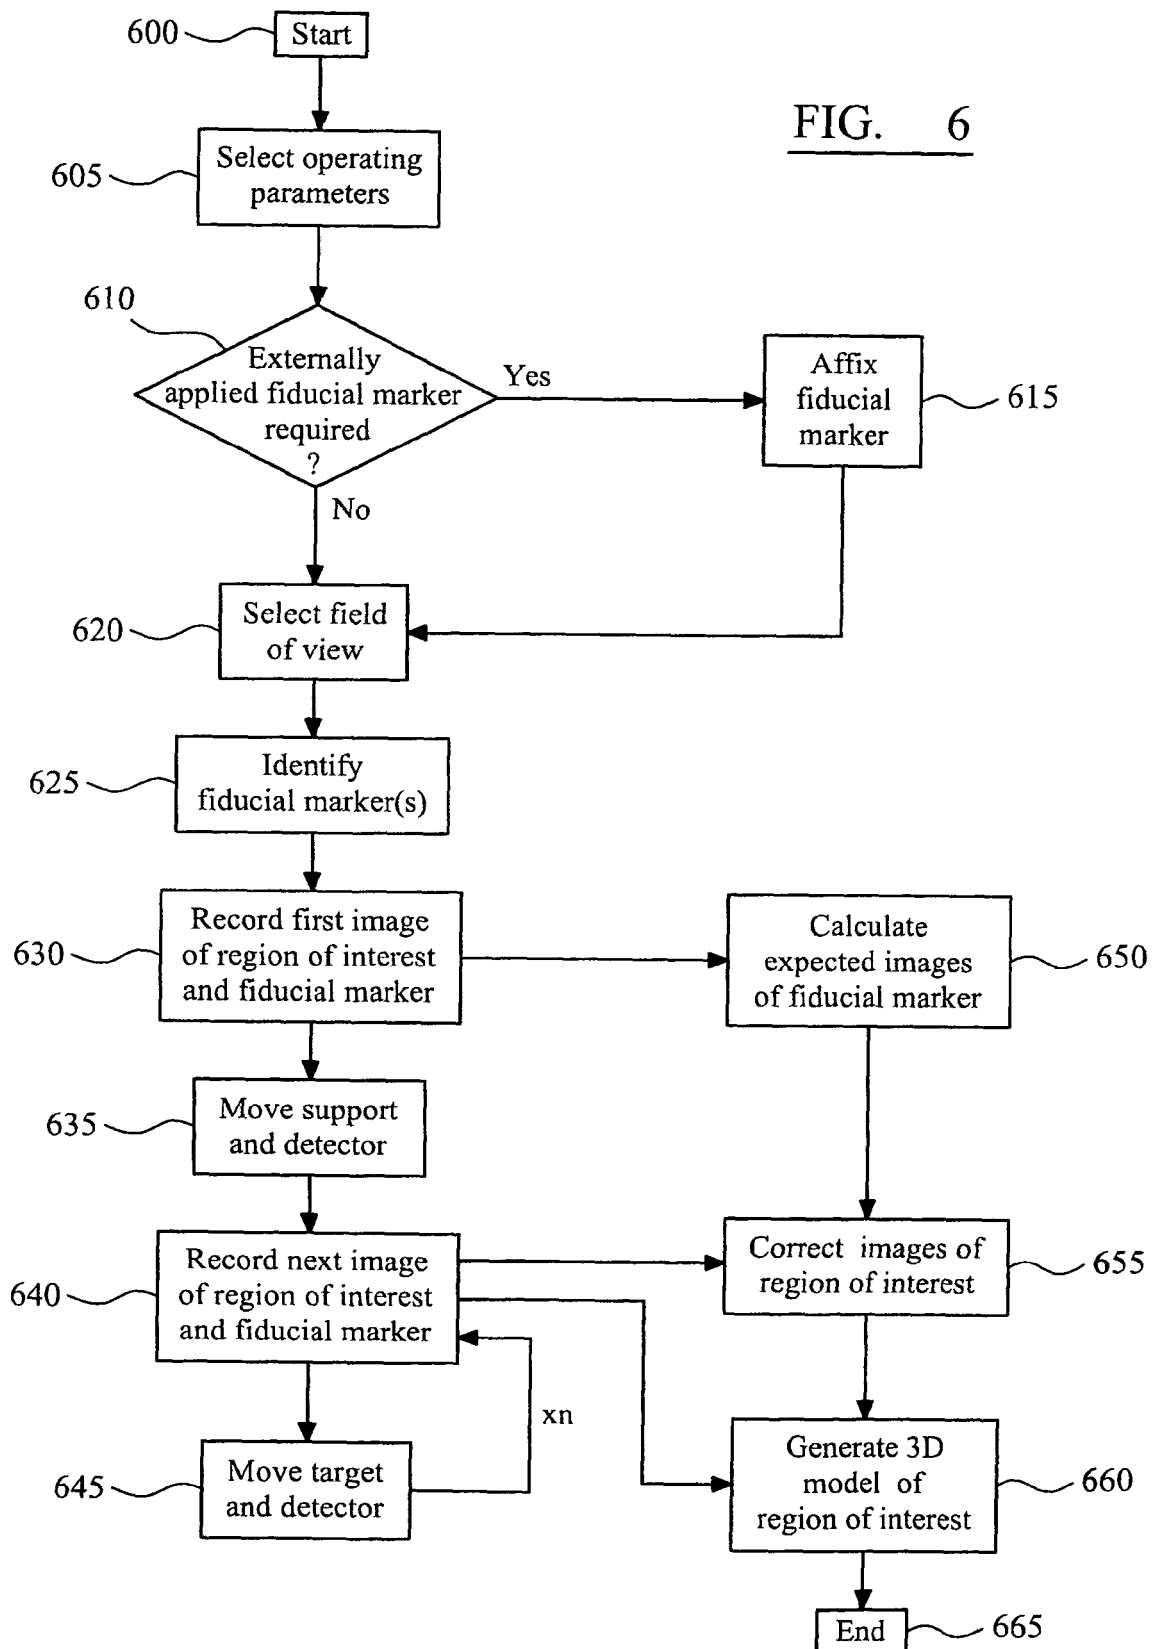 600
Start
FIG. 6
605
Select operating
parameters
610
Externally
applied fiducial marker
required
?
Yes
No
Affix
fiducial
marker
615
620
Select field
of view
625
Identify
fiducial marker(s)
630
Record first image
of region of interest
and fiducial marker
Calculate
expected images
of fiducial marker
650
635
Move support
and detector
640
Record next image
of region of interest
and fiducial marker
Correct images of
region of interest
655
xn
645
Move target
and detector
Generate 3D
model of
region of interest
660
End
665